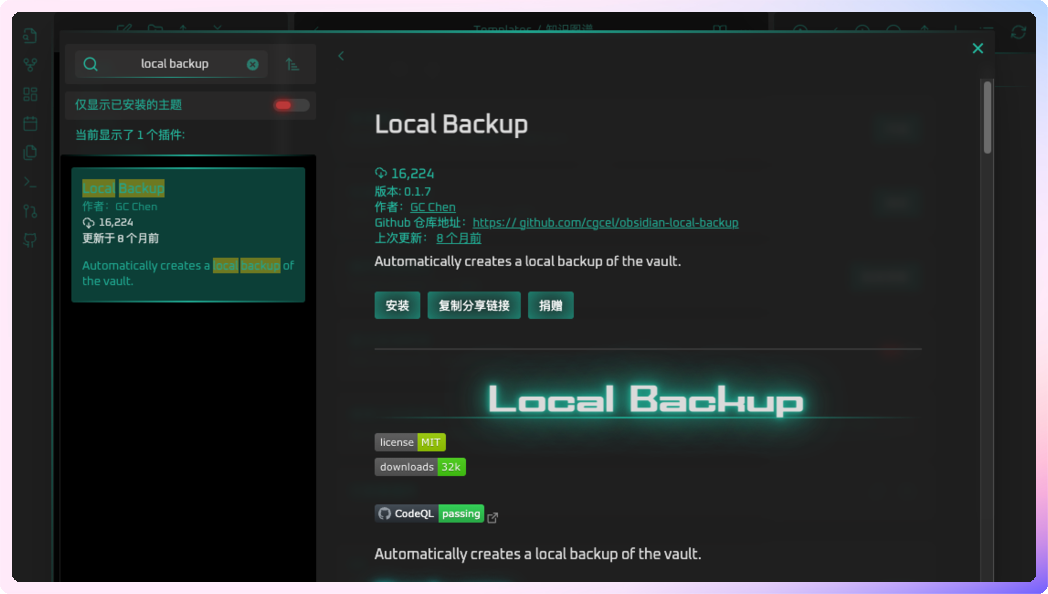 Templates / 知识图谱
local backup
仅显示已安装的主题
当前显示了 1 个插件:
Local Backup
作者: GC Chen
16,224
更新于 8 个月前
Automatically creates a local backup of
the vault.
Local Backup
16,224
版本: 0.1.7
作者: GC Chen
Github 仓库地址: https:// github.com/cgcel/obsidian-local-backup
上次更新: 8 个月前
Automatically creates a local backup of the vault.
安装 复制分享链接 捐赠
Local Backup
license MIT
downloads 32k
CodeQL passing
Automatically creates a local backup of the vault.